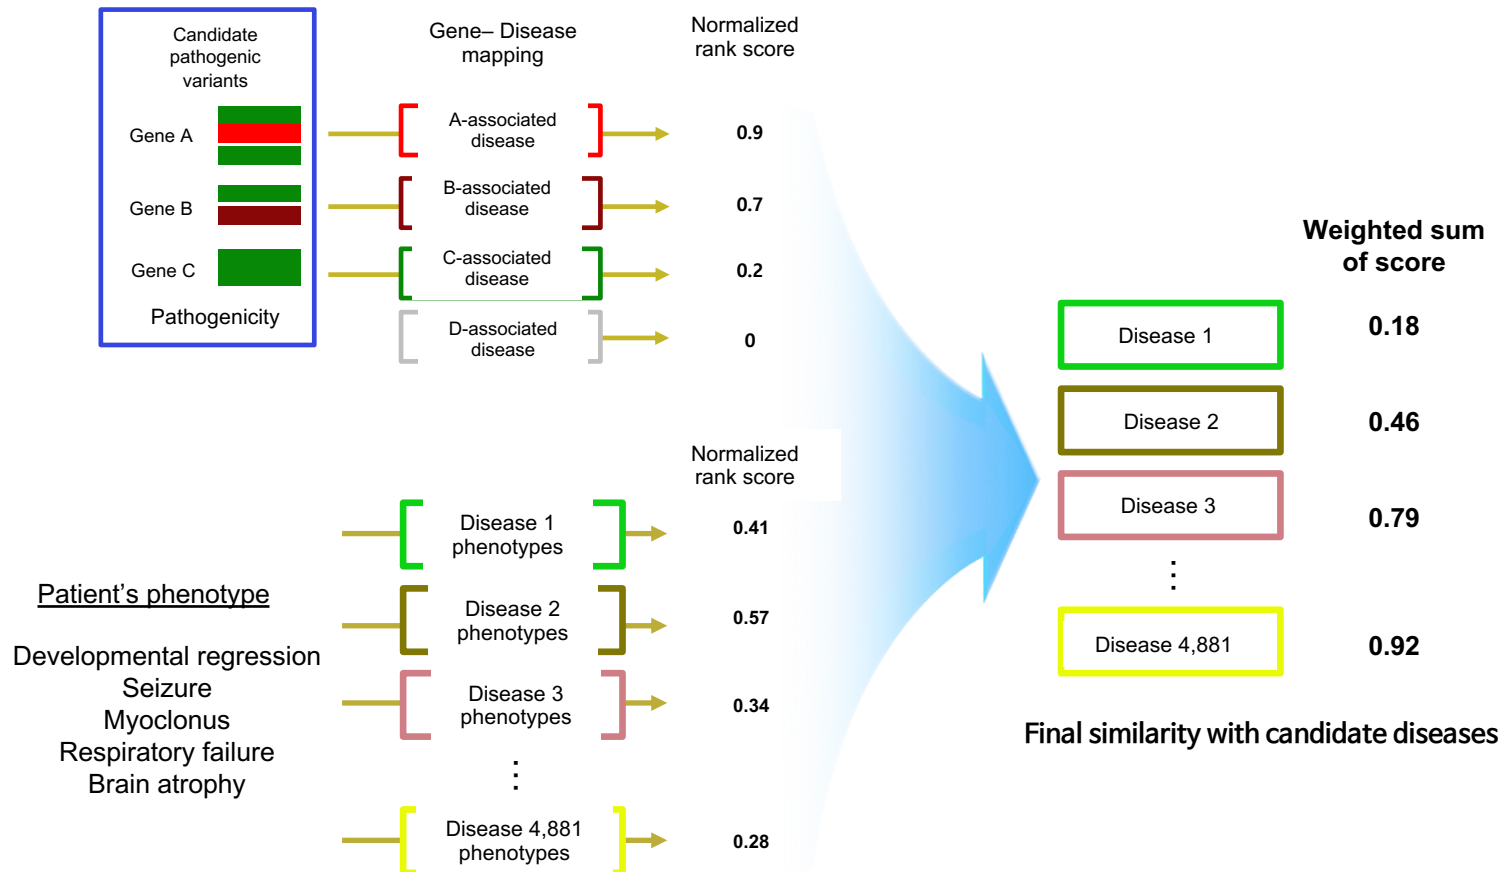 Candidate
pathogenic
variants
Gene A
Gene B
Gene C
Pathogenicity
Gene– Disease
mapping
A-associated
disease
B-associated
disease
C-associated
disease
D-associated
disease
Normalized
rank score
0.9
0.7
0.2
0
Patient's phenotype
Developmental regression
Seizure
Myoclonus
Respiratory failure
Brain atrophy
Disease 1
phenotypes
Disease 2
phenotypes
Disease 3
phenotypes
⋮
Disease 4,881
phenotypes
Normalized
rank score
0.41
0.57
0.34
0.28
Weighted sum
of score
Disease 1
0.18
Disease 2
0.46
Disease 3
0.79
⋮
Disease 4,881
0.92
Final similarity with candidate diseases